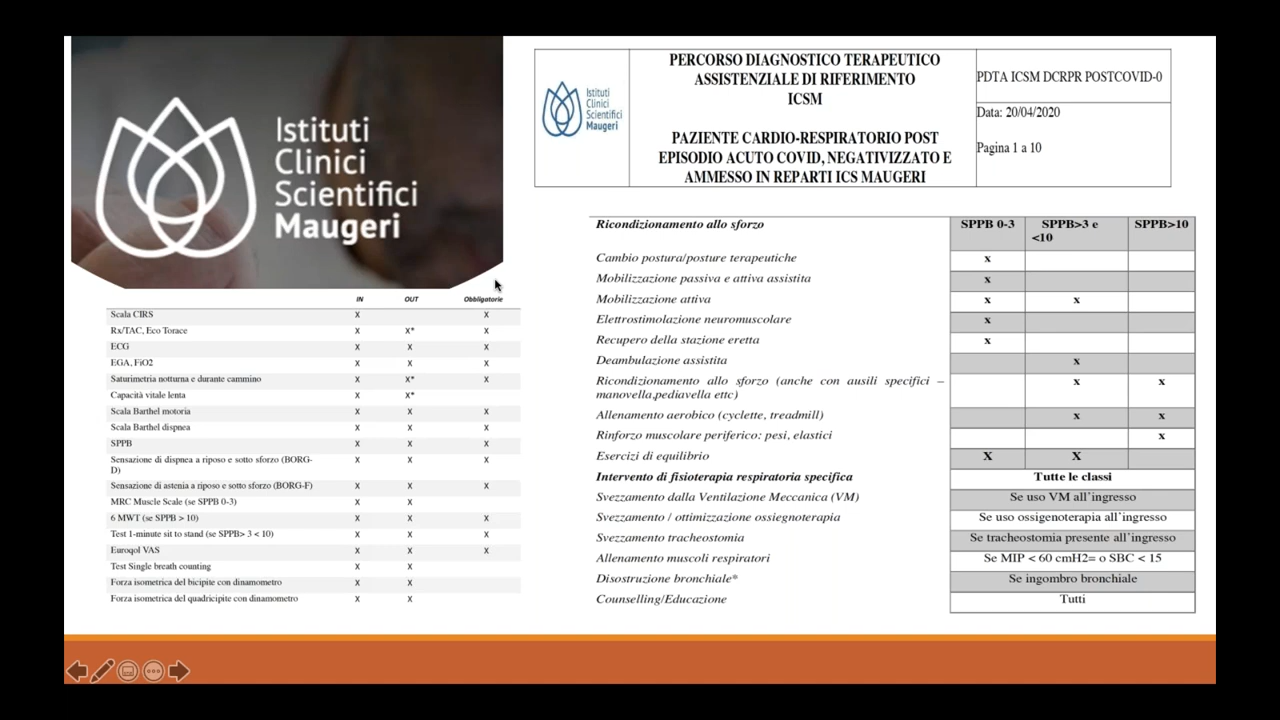 Istituti
Clinici
Scientifici
Maugeri
IN OUT Obbligatorie
Scala CIRS X X
Rx/TAC, Eco Torace X X* X
ECG X X X
EGA, FiO2 X X X
Saturimetria notturna e durante cammino X X* X
Capacità vitale lenta X X*
Scala Barthel motoria X X X
Scala Barthel dispnea X X X
SPPB X X X
Sensazione di dispnea a riposo e sotto sforzo (BORG- X X X
D)
Sensazione di astenia a riposo e sotto sforzo (BORG-F) X X X
MRC Muscle Scale (se SPPB 0-3) X X
6 MWT (se SPPB > 10) X X X
Test 1-minute sit to stand (se SPPB> 3 < 10) X X X
Euroqol VAS X X X
Test Single breath counting X X
Forza isometrica del bicipite con dinamometro X X
Forza isometrica del quadricipite con dinamometro X X
Istituti
Clinici
Scientifici
Maugeri
PERCORSO DIAGNOSTICO TERAPEUTICO
ASSISTENZIALE DI RIFERIMENTO
ICSM
PAZIENTE CARDIO-RESPIRATORIO POST
EPISODIO ACUTO COVID, NEGATIVIZZATO E
AMMESSO IN REPARTI ICS MAUGERI
PDTA ICSM DCRPR POSTCOVID-0
Data: 20/04/2020
Pagina 1 a 10
Ricondizionamento allo sforzo SPPB 0-3 SPPB>3 e SPPB>10
<10
Cambio postura/posture terapeutiche x
Mobilizzazione passiva e attiva assistita x
Mobilizzazione attiva x x
Elettrostimolazione neuromuscolare x
Recupero della stazione eretta x
Deambulazione assistita x
Ricondizionamento allo sforzo (anche con ausili specifici – x x
manovella,pediavella ettc)
Allenamento aerobico (cyclette, treadmill) x x
Rinforzo muscolare periferico: pesi, elastici x
Esercizi di equilibrio X X
Intervento di fisioterapia respiratoria specifica Tutte le classi
Svezzamento dalla Ventilazione Meccanica (VM) Se uso VM all'ingresso
Svezzamento / ottimizzazione ossiegnoterapia Se uso ossigenoterapia all'ingresso
Svezzamento tracheostomia Se tracheostomia presente all'ingresso
Allenamento muscoli respiratori Se MIP < 60 cmH2= o SBC < 15
Disostruzione bronchiale* Se ingombro bronchiale
Counselling/Educazione Tutti